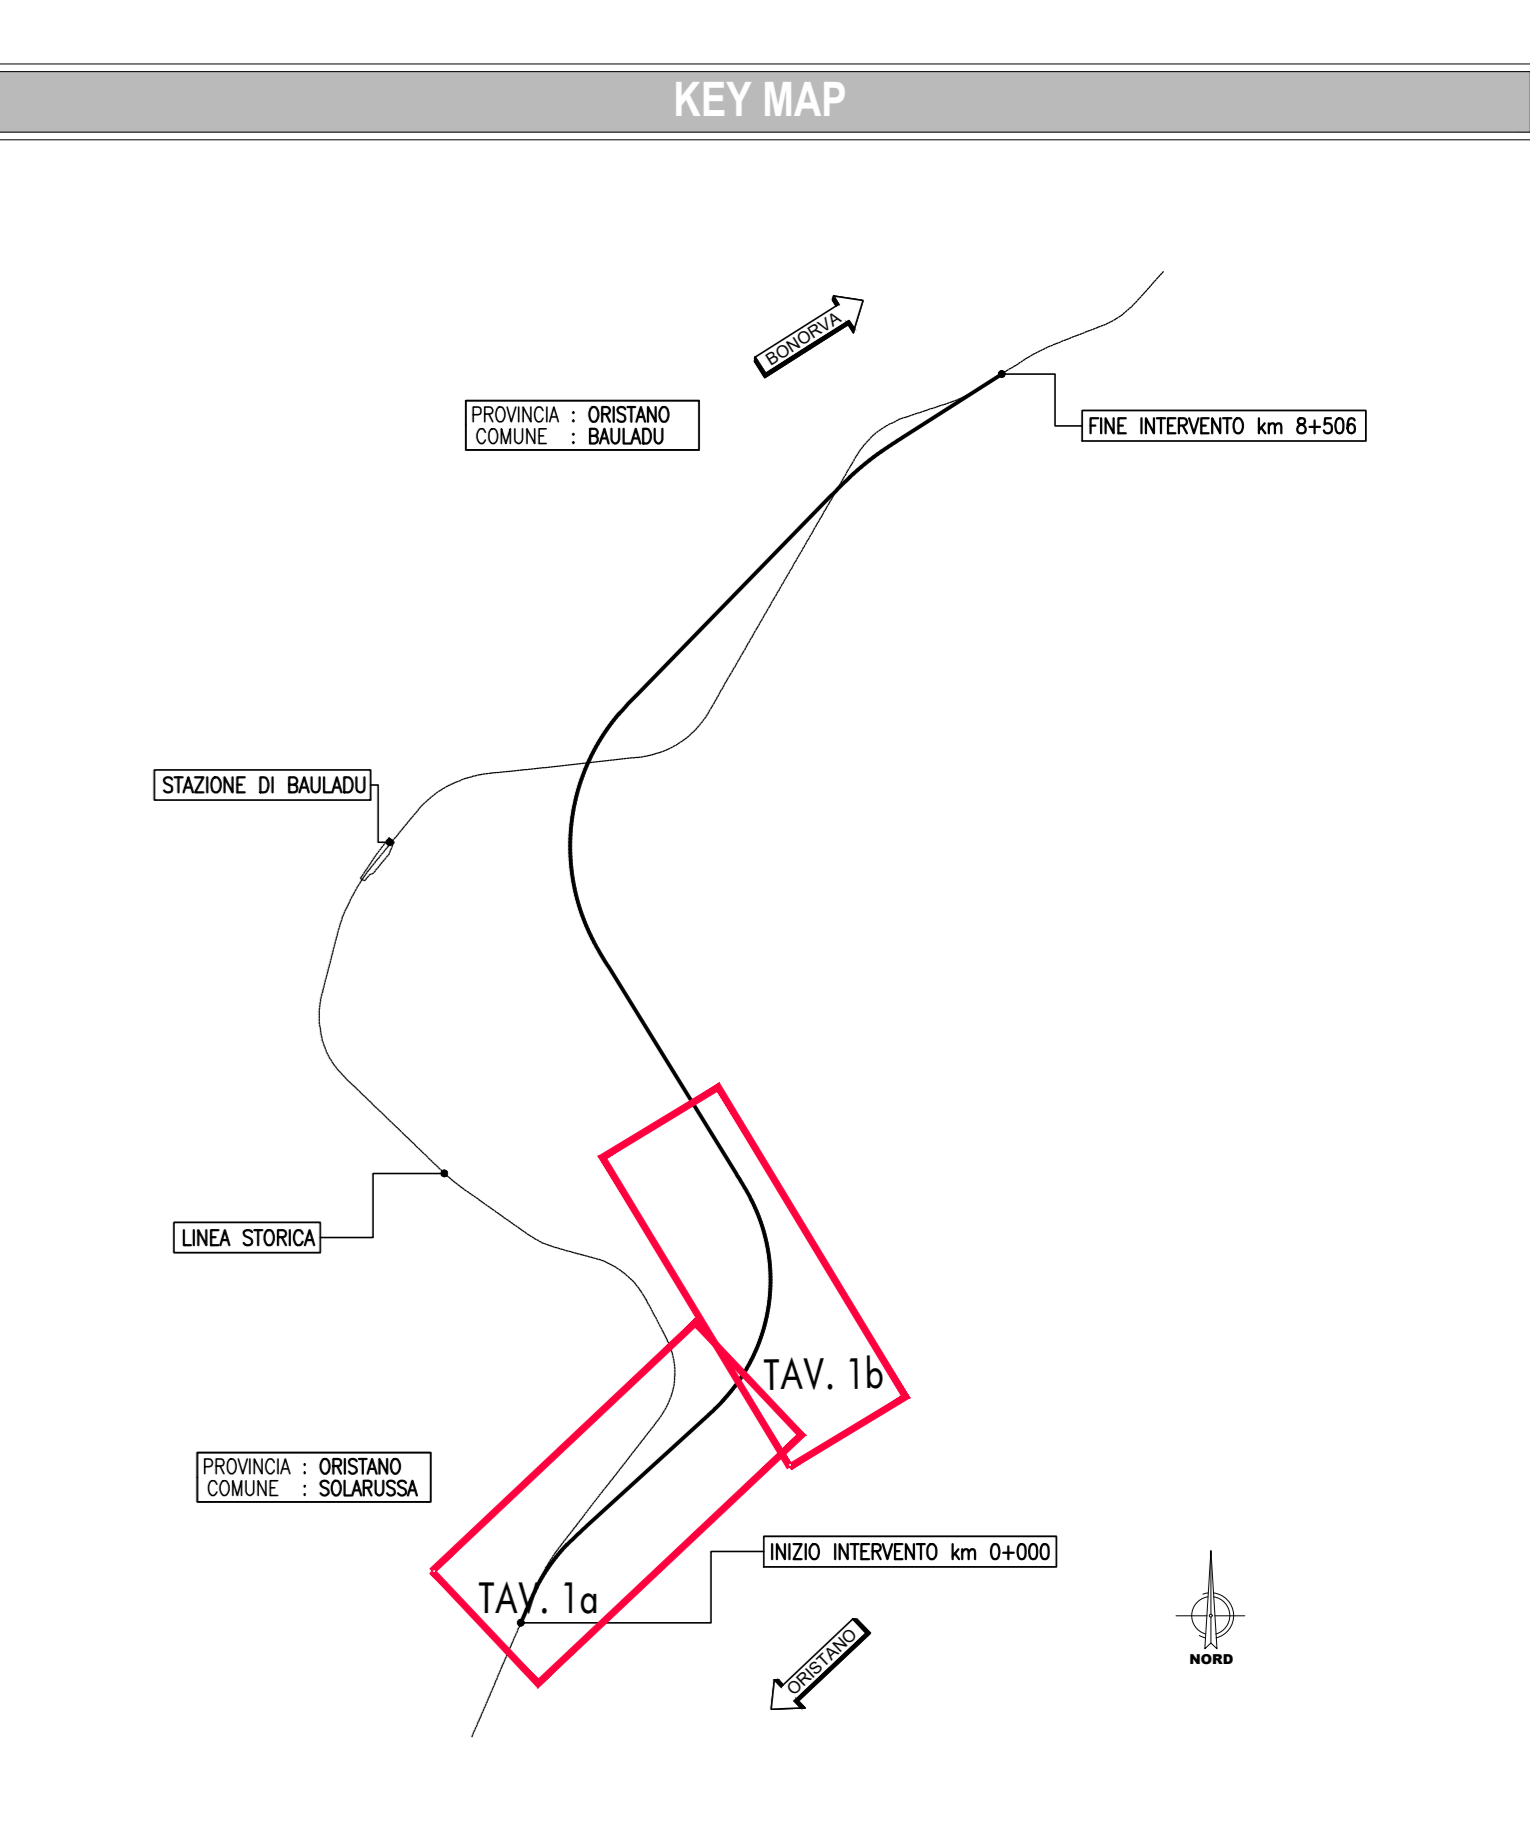 KEY MAP
BONORVA
PROVINCIA : ORISTANO
COMUNE : BAULADU
FINE INTERVENTO km 8+506
STAZIONE DI BAULADU
LINEA STORICA
TAV. 1b
PROVINCIA : ORISTANO
COMUNE : SOLARUSSA
INIZIO INTERVENTO km 0+000
TAV. 1a
ORISTANO
NORD